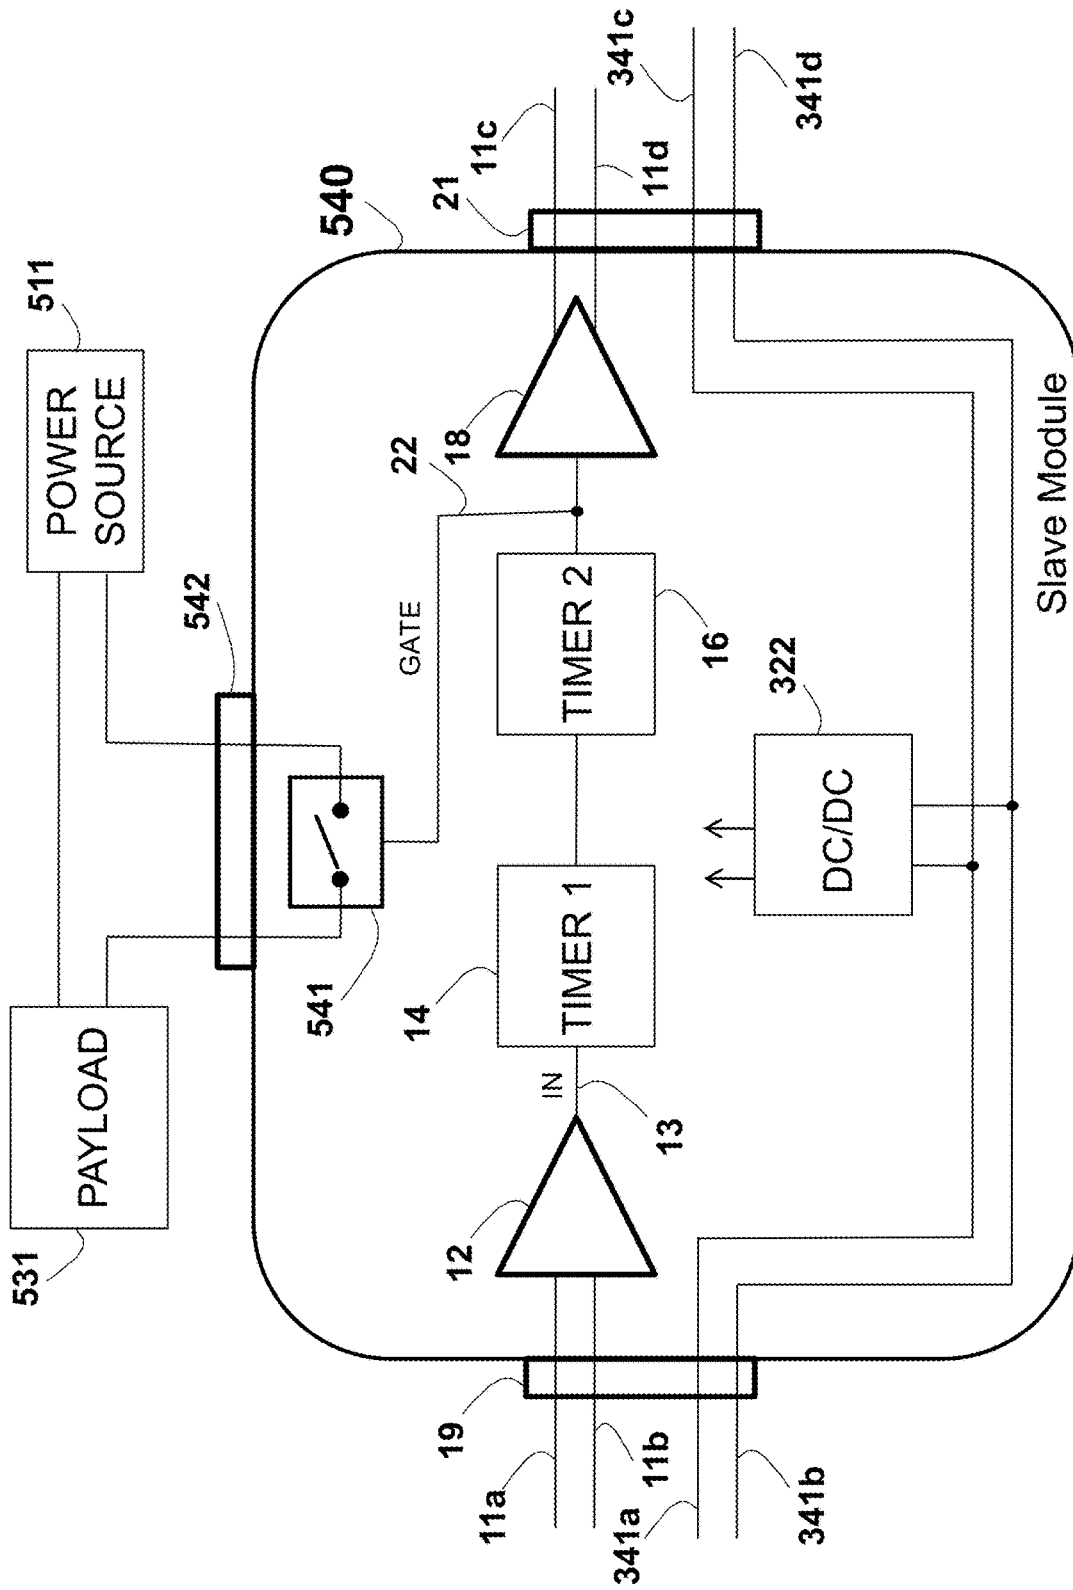 531
PAYLOAD
POWER
SOURCE
511
542
540
541
GATE
22
21
11c
11d
341c
341d
12
IN
13
14
TIMER 1
TIMER 2
16
18
19
11a
11b
341a
341b
DC/DC
322
Slave Module